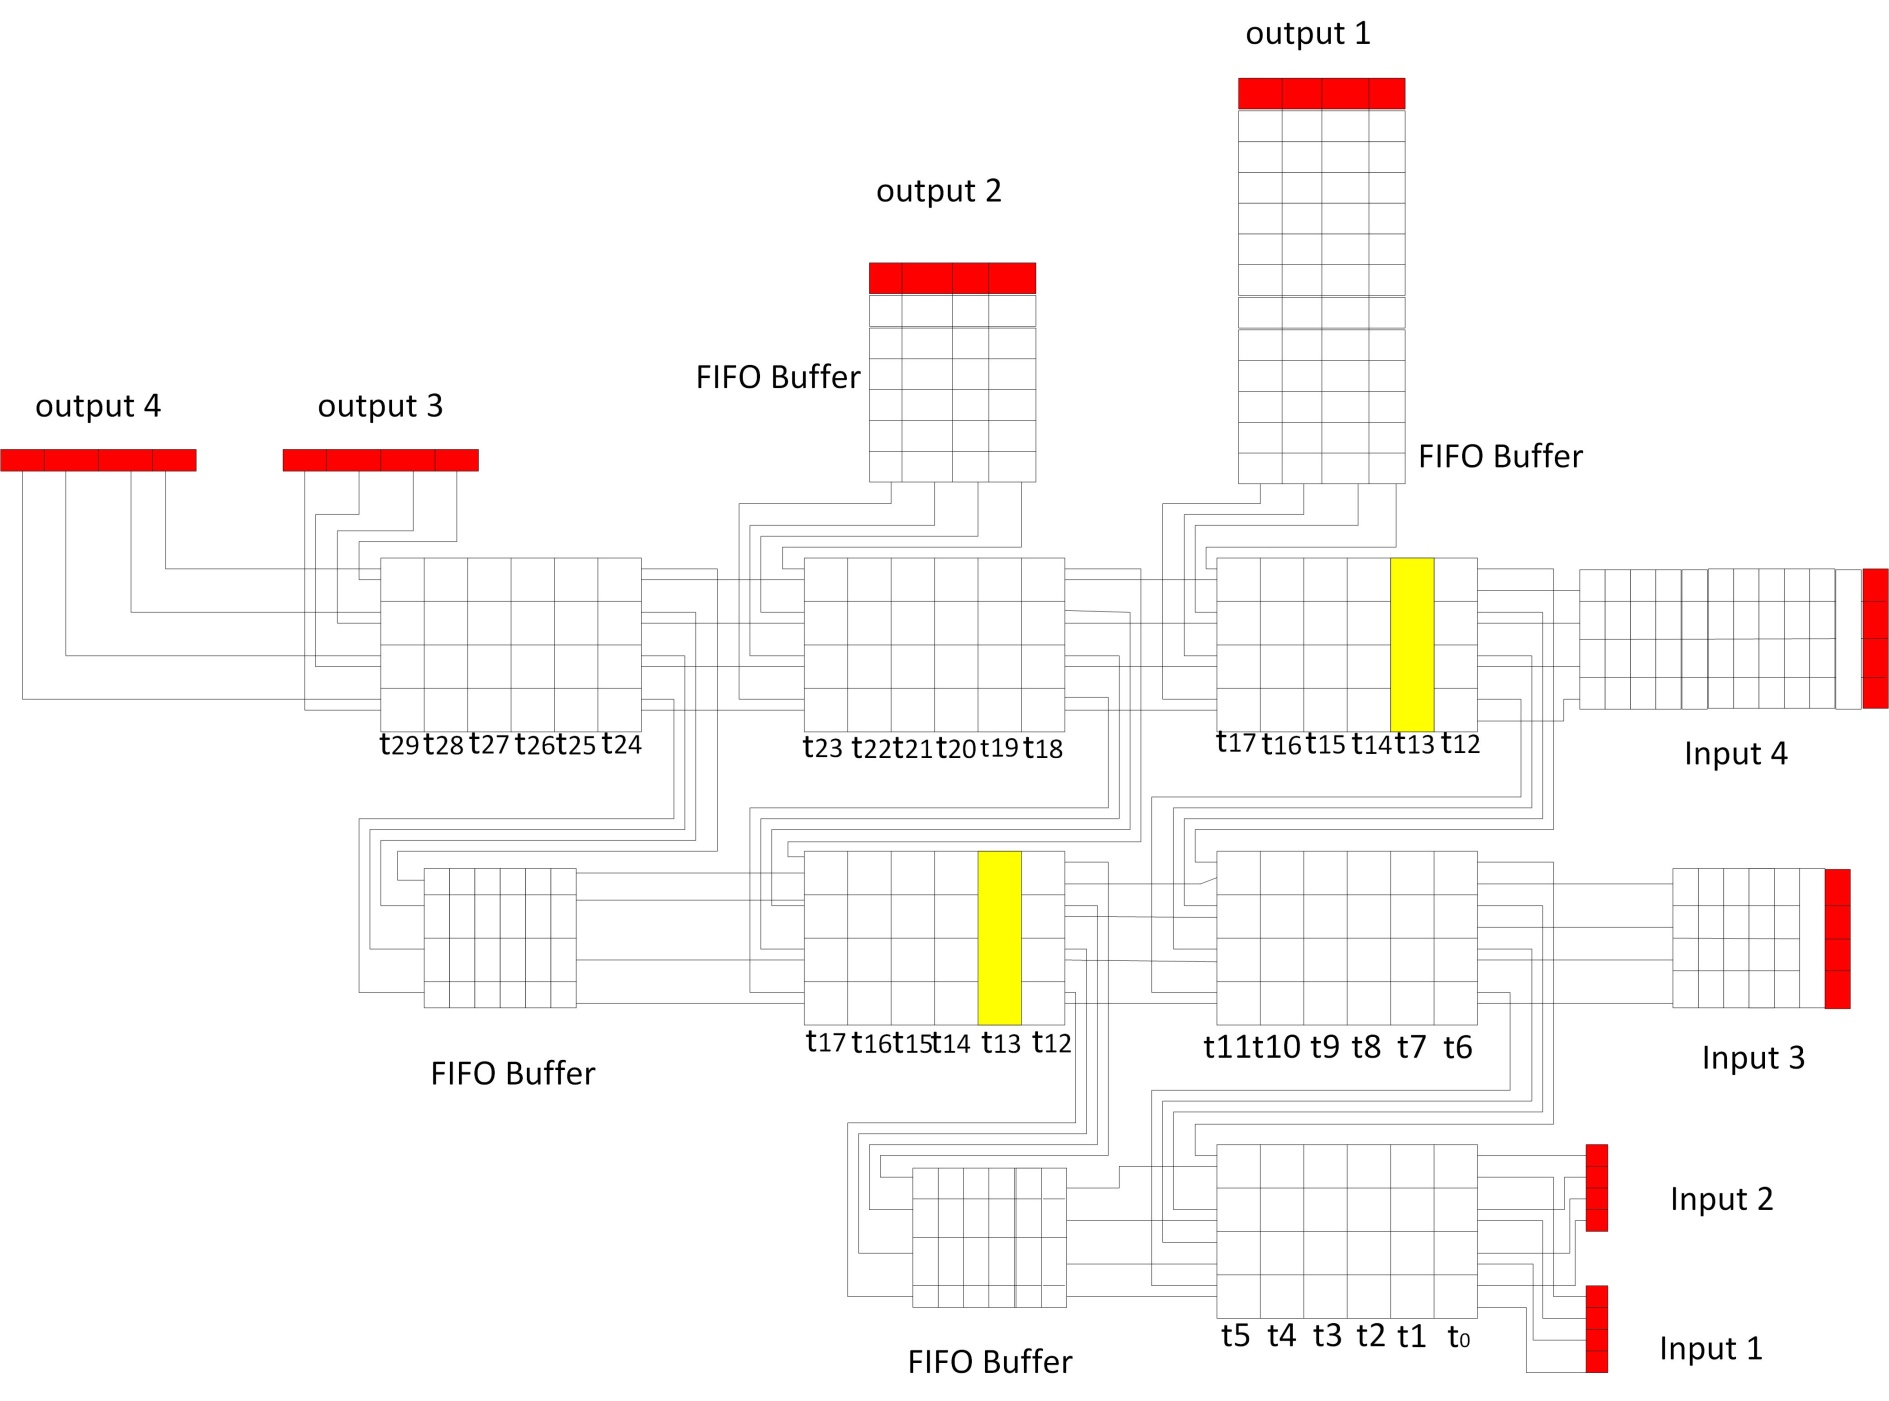 output 1
output 2
FIFO Buffer
output 4
output 3
FIFO Buffer
t29 t28 t27 t26 t25 t24
t23 t22 t21 t20 t19 t18
t17 t16 t15 t14 t13 t12
Input 4
t17 t16 t15 t14 t13 t12
t11 t10 t9 t8 t7 t6
Input 3
FIFO Buffer
Input 2
t5 t4 t3 t2 t1 t0
Input 1
FIFO Buffer